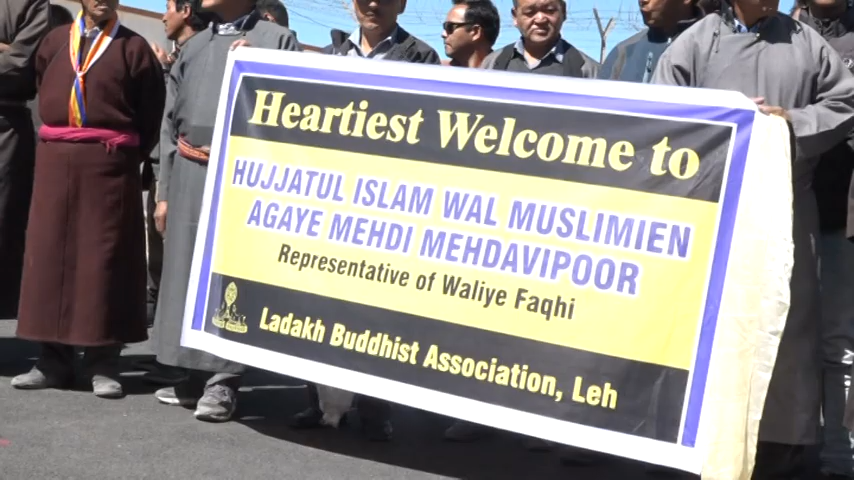 Heartiest Welcome to
HUJJATUL ISLAM WAL MUSLIMIEN
AGAYE MEHDI MEHDAVIPOOR
Representative of Waliye Faqhi
Ladakh Buddhist Association, Leh